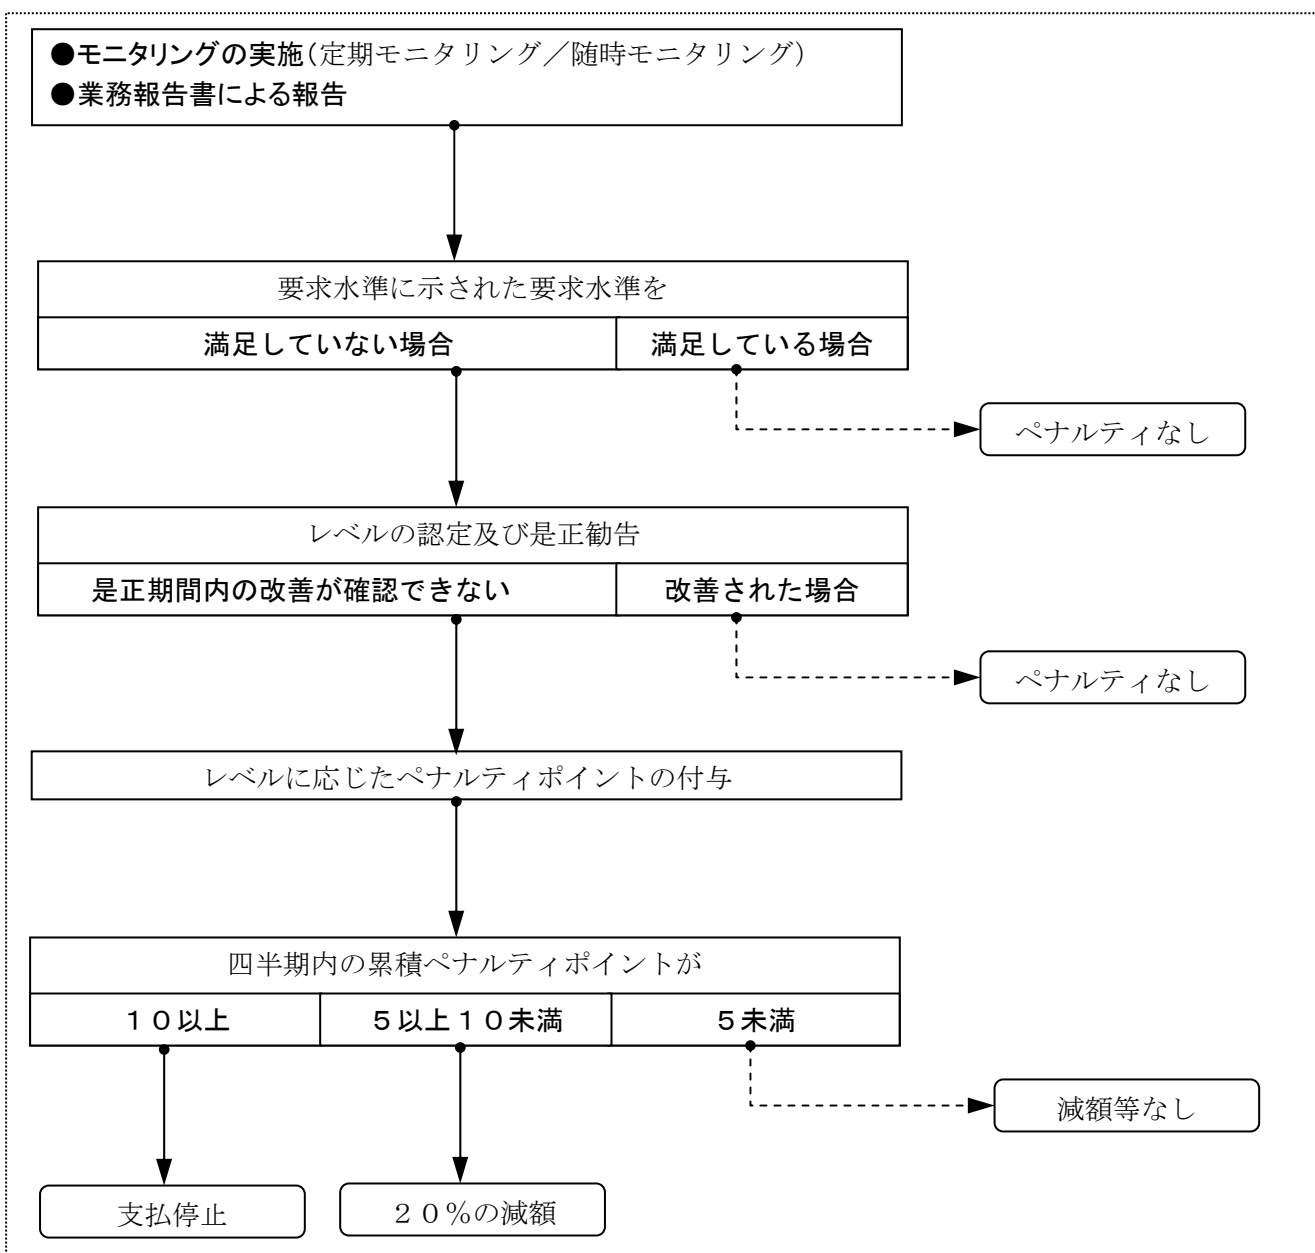 ●モニタリングの実施（定期モニタリング／随時モニタリング）
●業務報告書による報告
要求水準に示された要求水準を
満足していない場合
満足している場合
ペナルティなし
レベルの認定及び是正勧告
是正期間内の改善が確認できない
改善された場合
ペナルティなし
レベルに応じたペナルティポイントの付与
四半期内の累積ペナルティポイントが
１０以上
５以上１０未満
５未満
減額等なし
支払停止
２０％の減額